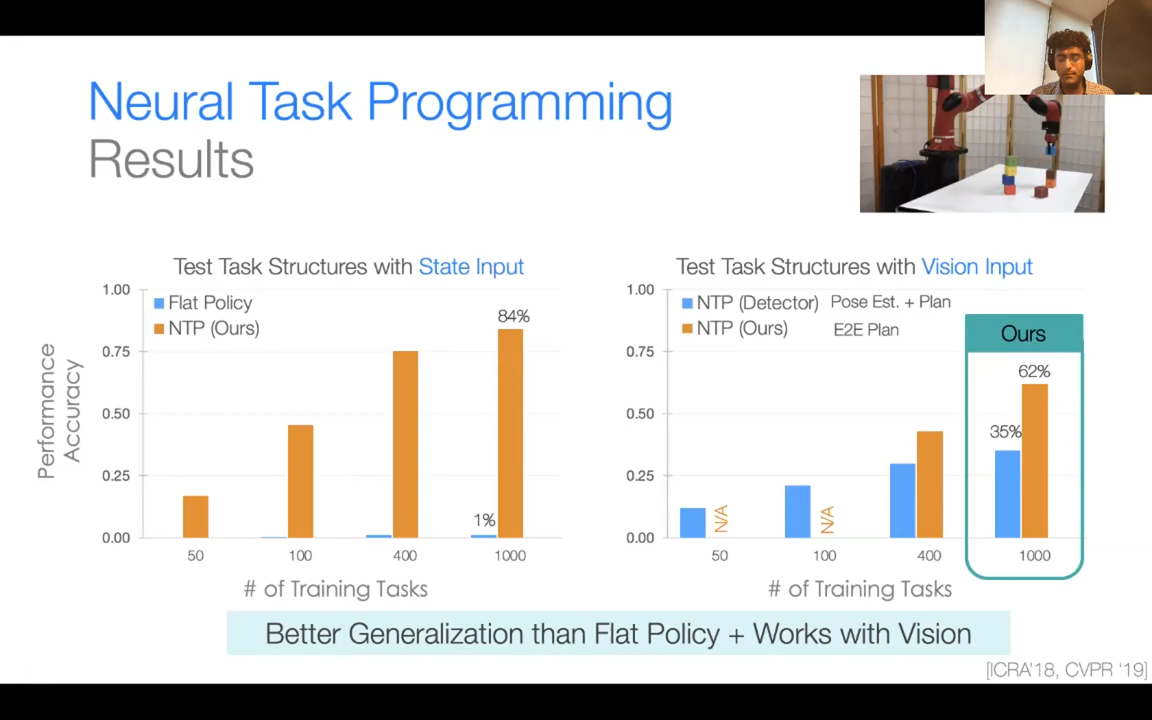 Neural Task Programming
Results
Test Task Structures with State Input
1.00
0.75
0.50
0.25
0.00
Performance
Accuracy
Flat Policy
NTP (Ours)
84%
1%
50
100
400
1000
# of Training Tasks
Test Task Structures with Vision Input
1.00
0.75
0.50
0.25
0.00
NTP (Detector) Pose Est. + Plan
NTP (Ours) E2E Plan
Ours
62%
35%
N/A
N/A
50
100
400
1000
# of Training Tasks
Better Generalization than Flat Policy + Works with Vision
[ICRA'18, CVPR '19]